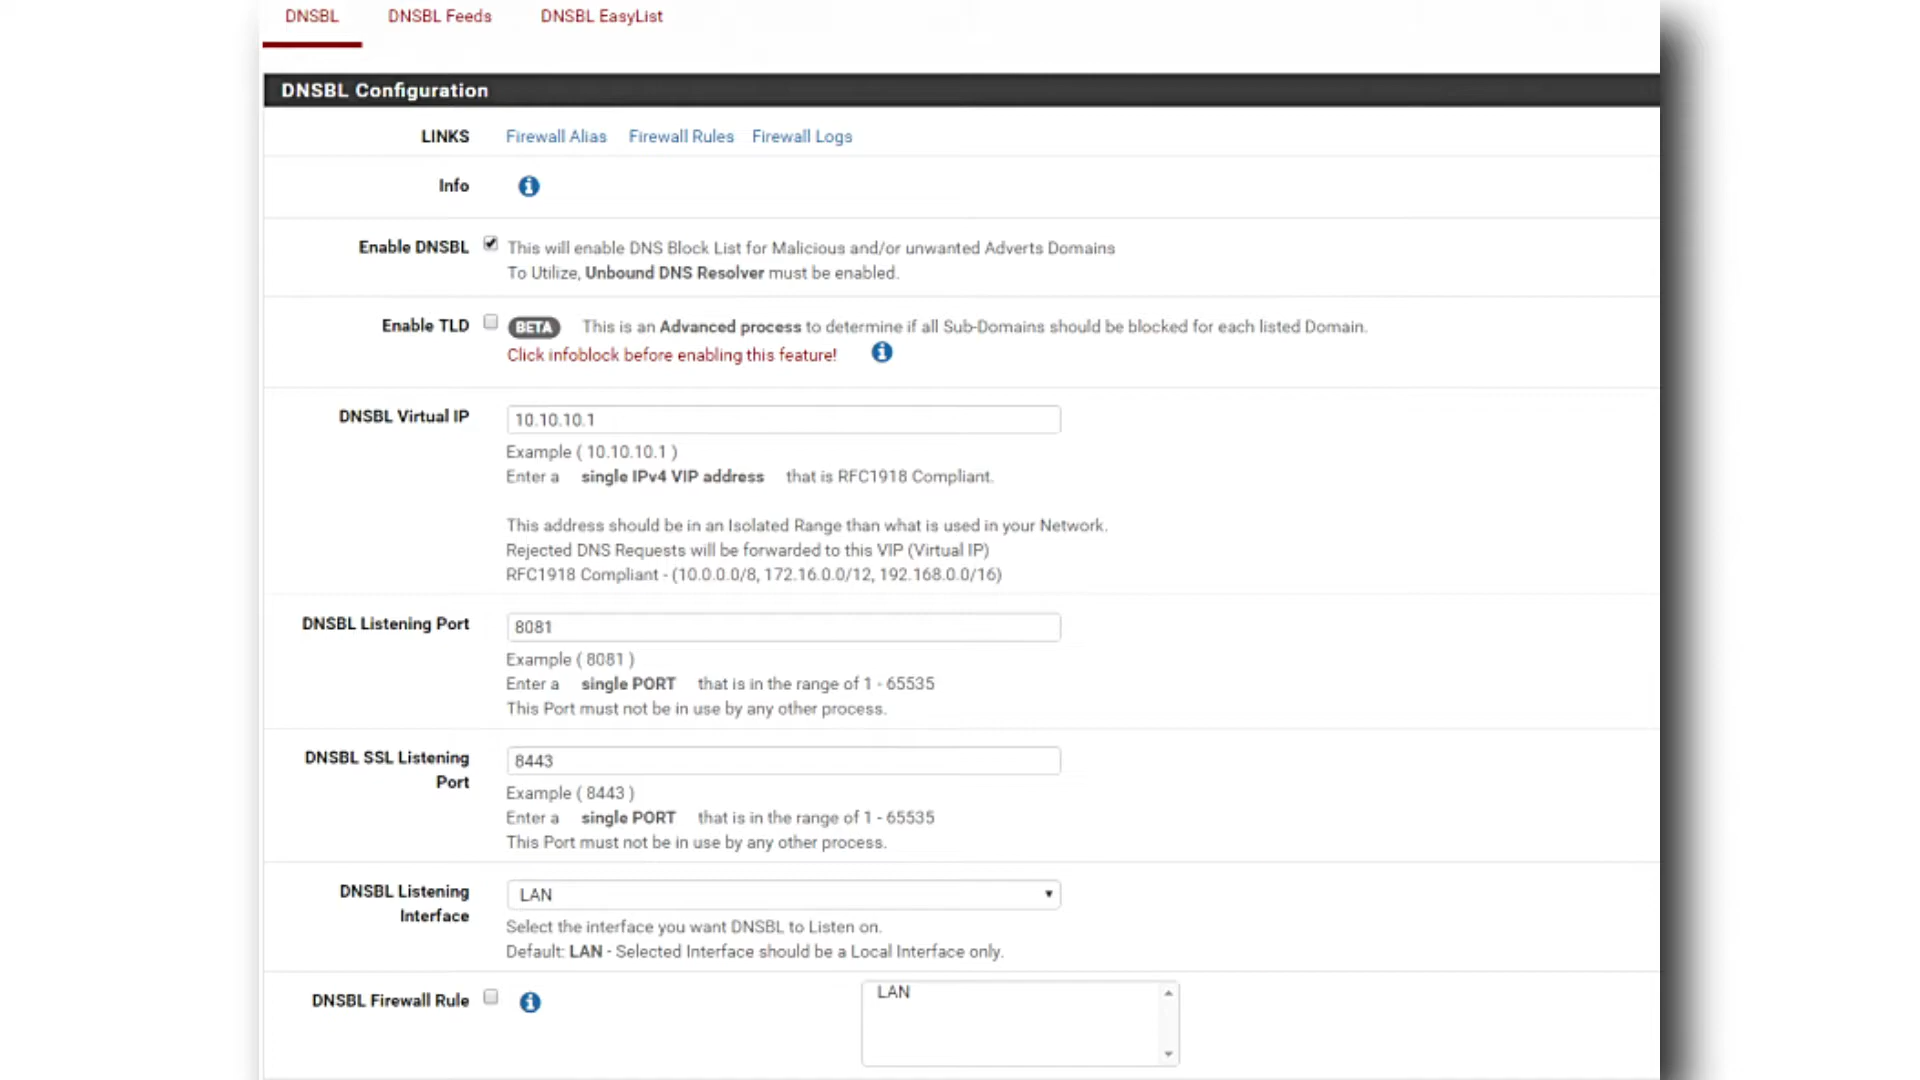 DNSBL DNSBL Feeds DNSBL EasyList
DNSBL Configuration
LINKS Firewall Alias Firewall Rules Firewall Logs
Info
Enable DNSBL This will enable DNS Block List for Malicious and/or unwanted Adverts Domains
To Utilize, Unbound DNS Resolver must be enabled.
Enable TLD BETA This is an Advanced process to determine if all Sub-Domains should be blocked for each listed Domain.
Click infoblock before enabling this feature!
DNSBL Virtual IP 10.10.10.1
Example ( 10.10.10.1 )
Enter a single IPv4 VIP address that is RFC1918 Compliant.
This address should be in an Isolated Range than what is used in your Network.
Rejected DNS Requests will be forwarded to this VIP (Virtual IP)
RFC1918 Compliant - (10.0.0.0/8, 172.16.0.0/12, 192.168.0.0/16)
DNSBL Listening Port 8081
Example ( 8081 )
Enter a single PORT that is in the range of 1 - 65535
This Port must not be in use by any other process.
DNSBL SSL Listening Port 8443
Example ( 8443 )
Enter a single PORT that is in the range of 1 - 65535
This Port must not be in use by any other process.
DNSBL Listening Interface LAN
Select the interface you want DNSBL to Listen on.
Default: LAN - Selected Interface should be a Local Interface only.
DNSBL Firewall Rule LAN